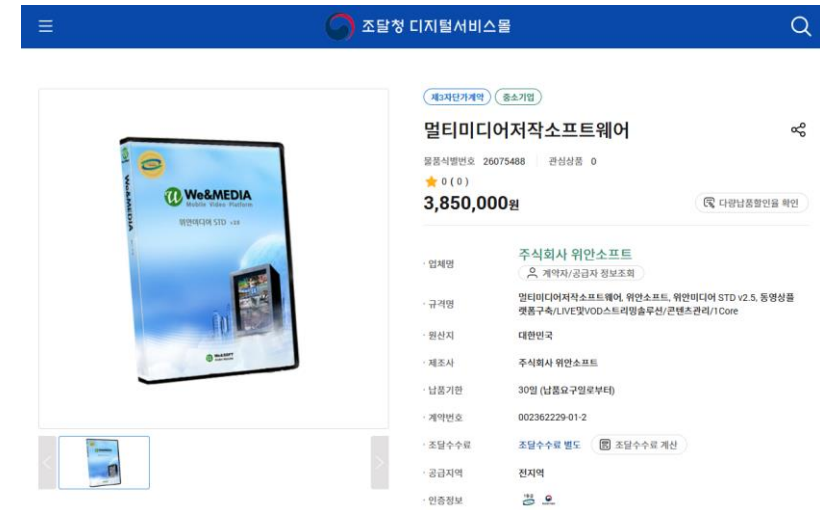 조달청 디지털서비스몰
제3자단가계약 중소기업
멀티미디어저작소프트웨어
물품식별번호 26075488 관심상품 0
0 ( 0 )
3,850,000원
다량납품할인율 확인
We&MEDIA
Mobile Video Platform
위안미디어 STD v2.5
We&MEDIA
We&SOFT
· 업체명 주식회사 위안소프트
계약자/공급자 정보조회
· 규격명 멀티미디어저작소프트웨어, 위안소프트, 위안미디어 STD v2.5, 동영상플
랫폼구축/LIVE및VOD스트리밍솔루션/콘텐츠관리/1Core
· 원산지 대한민국
· 제조사 주식회사 위안소프트
· 납품기한 30일 (납품요구일로부터)
· 계약번호 002362229-01-2
· 조달수수료 조달수수료 별도 조달수수료 계산
· 공급지역 전지역
· 인증정보